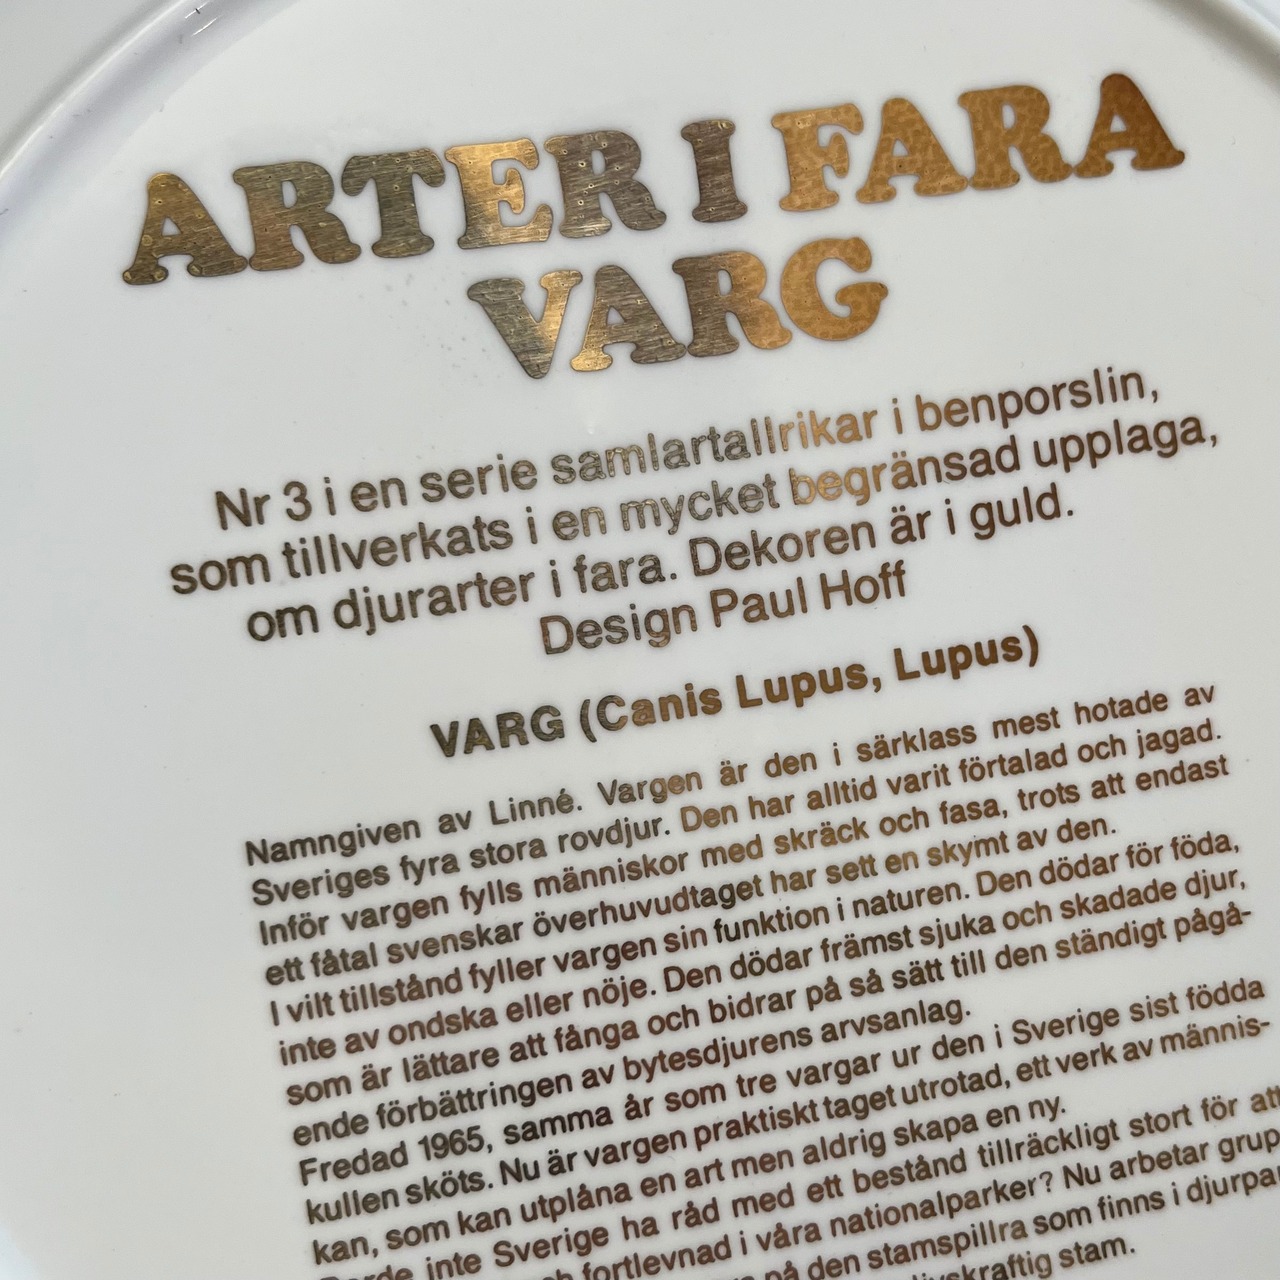 ARTER I FARA
VARG
Nr 3 i en serie samlartallrikar i benporslin,
som tillverkats i en mycket begränsad upplaga,
om djurarter i fara. Dekoren är i guld.
Design Paul Hoff
VARG (Canis Lupus, Lupus)
Namngiven av Linné. Vargen är den i särklass mest hotade av
Sveriges fyra stora rovdjur. Den har alltid varit förtalad och jagad.
Inför vargen fylls människor med skräck och fasa, trots att endast
ett fåtal svenskar överhuvudtaget har sett en skymt av den.
I vilt tillstånd fyller vargen sin funktion i naturen. Den dödar för föda,
inte av ondska eller nöje. Den dödar främst sjuka och skadade djur,
som är lättare att fånga och bidrar på så sätt till den ständigt pågå-
ende förbättringen av bytesdjurens arvsanlag.
Fredad 1965, samma år som tre vargar ur den i Sverige sist födda
kullen sköts. Nu är vargen praktiskt taget utrotad, ett verk av männis-
kan, som kan utplåna en art men aldrig skapa en ny.
inte Sverige ha råd med ett bestånd tillräckligt stort för att
fortlevnad i våra nationalparker? Nu arbetar grup
på den stamspillra som finns i djurpar
livskraftig stam.